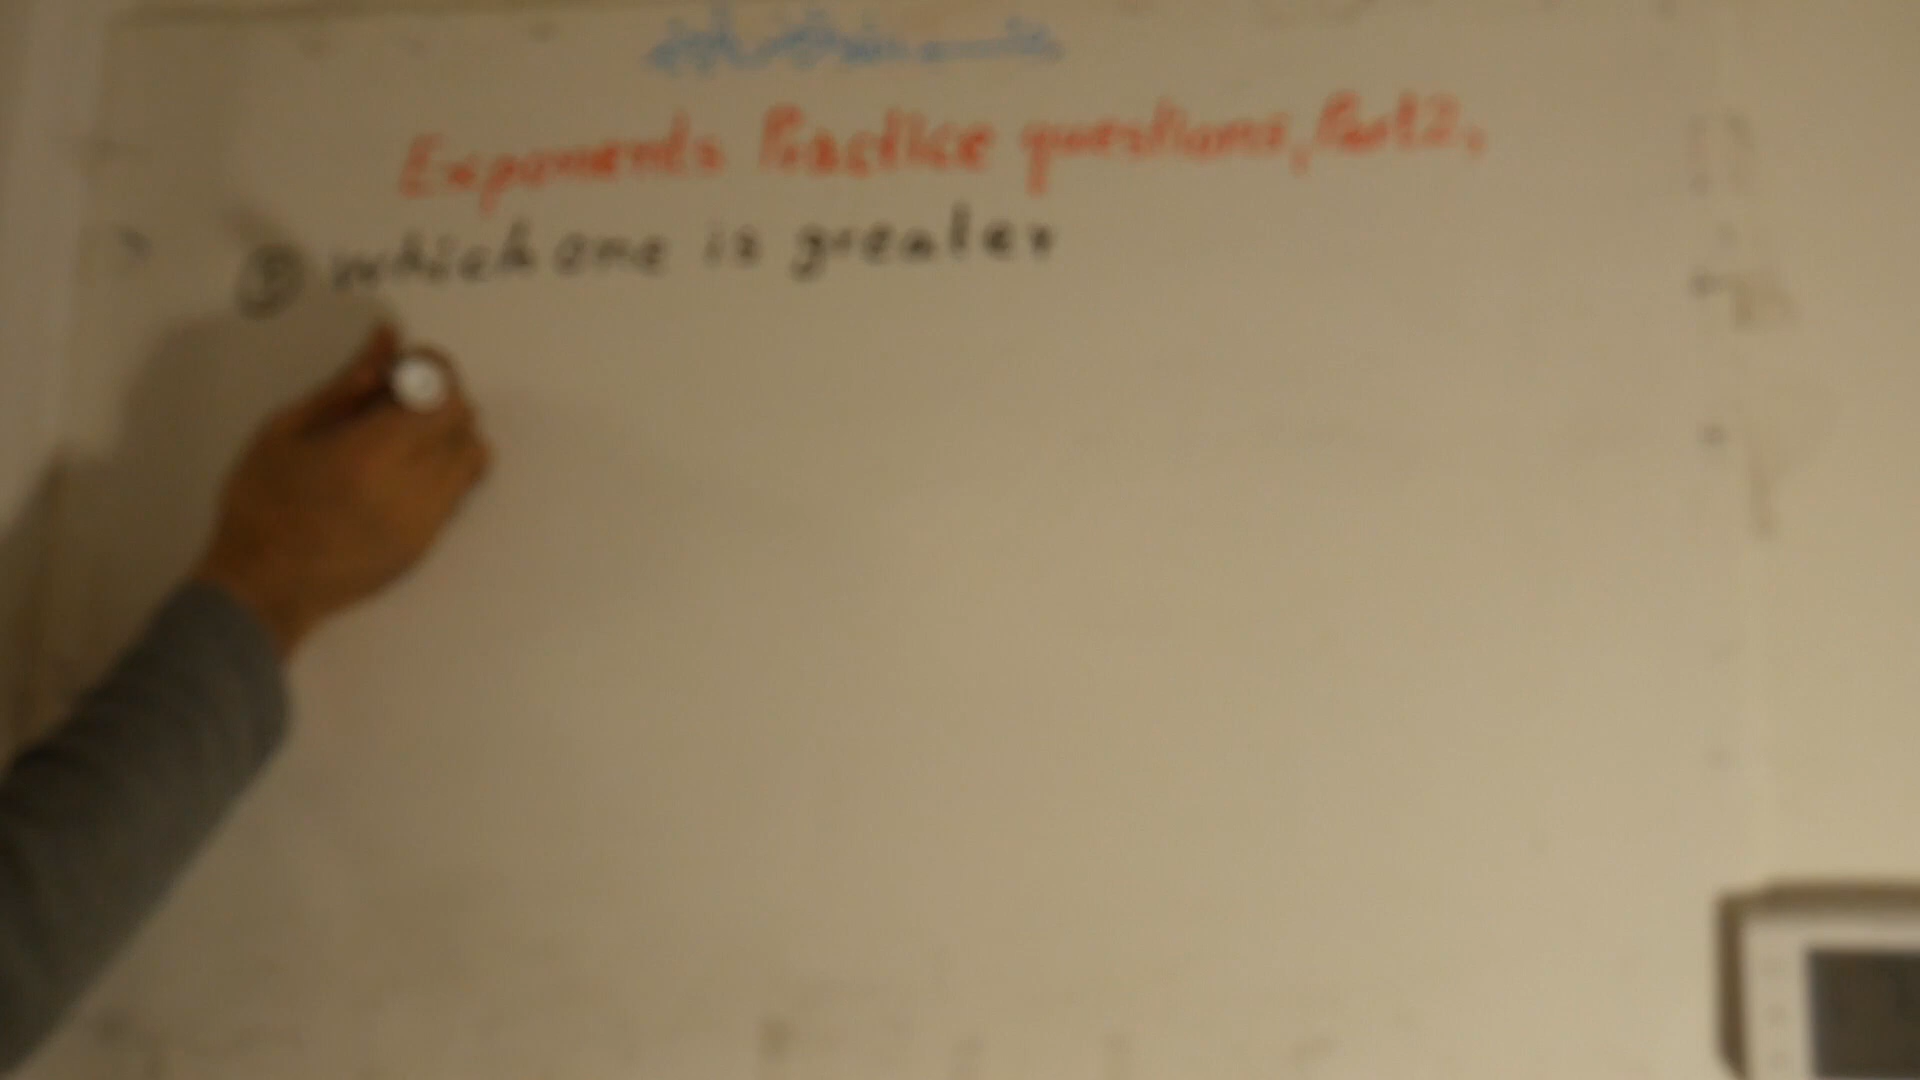 Exponents Practice questions, Part 2,
which one is greater